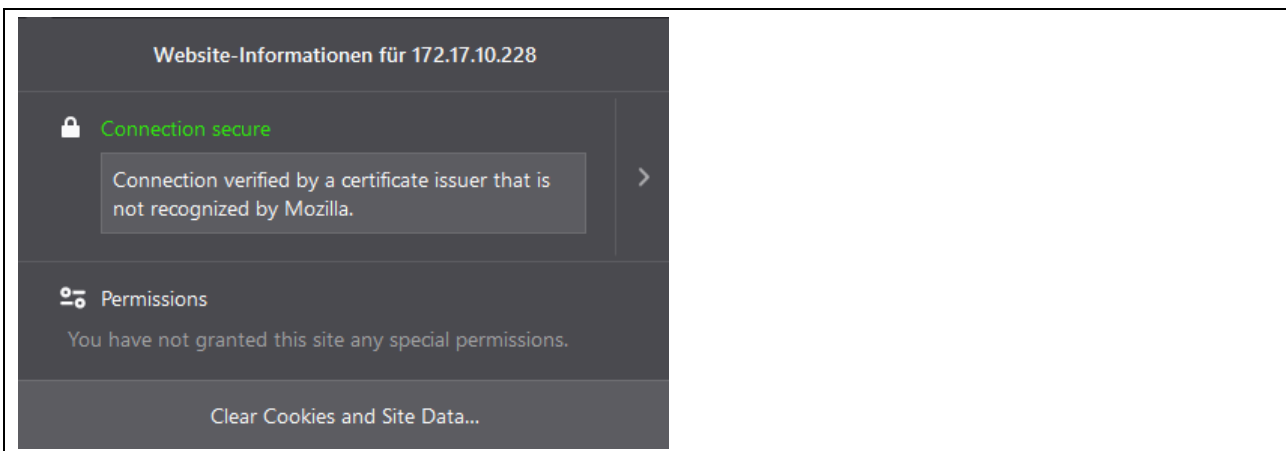 Website-Informationen für 172.17.10.228
Connection secure
Connection verified by a certificate issuer that is
not recognized by Mozilla.
Permissions
You have not granted this site any special permissions.
Clear Cookies and Site Data...